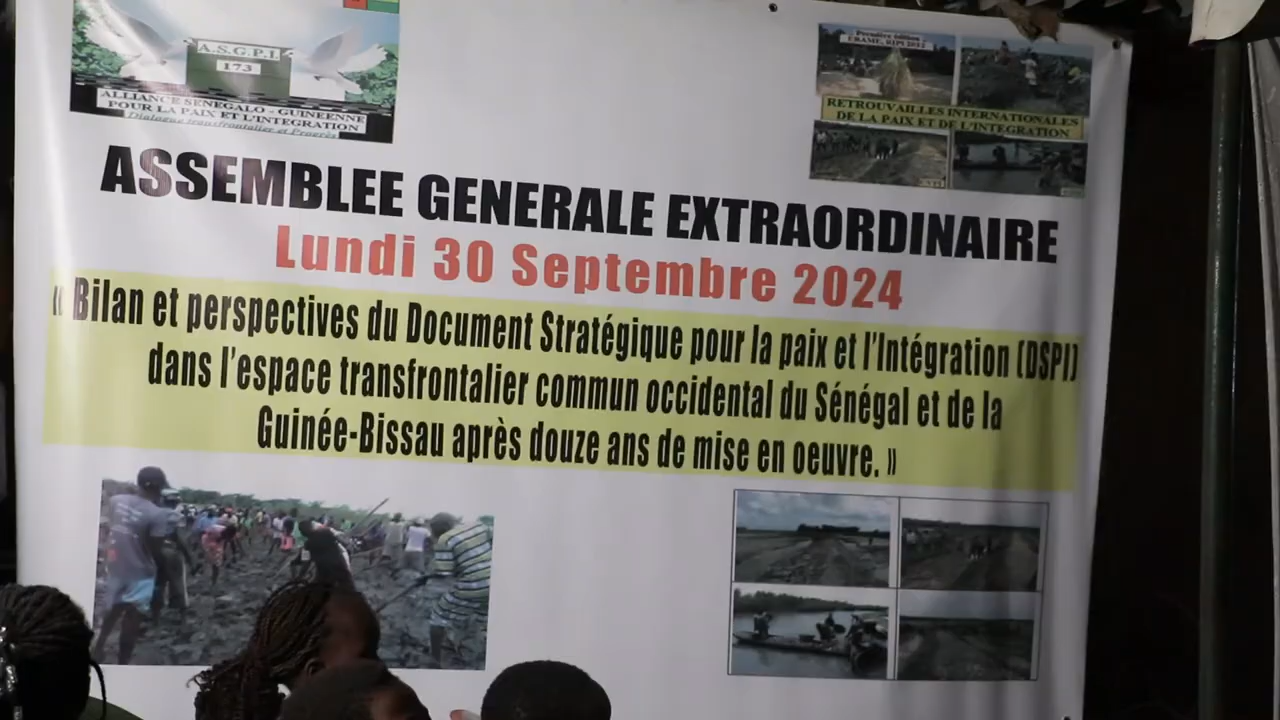 A.S.G.P.I.
173
ALLIANCE SENEGALO - GUINEENNE
POUR LA PAIX ET L'INTEGRATION
Dialogue transfrontalier et Progrès
Première édition
RETROUVAILLES INTERNATIONALES
DE LA PAIX ET DE L'INTEGRATION
ASSEMBLEE GENERALE EXTRAORDINAIRE
Lundi 30 Septembre 2024
« Bilan et perspectives du Document Stratégique pour la paix et l'Intégration (DSPI)
dans l'espace transfrontalier commun occidental du Sénégal et de la
Guinée-Bissau après douze ans de mise en oeuvre. »